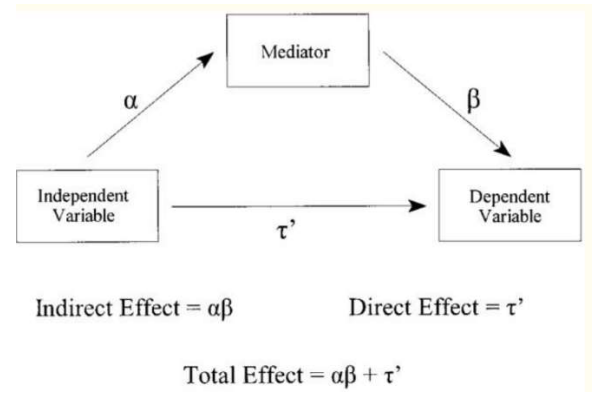 Mediator
α
β
Independent
Variable
Dependent
Variable
τ’
Indirect Effect = αβ
Direct Effect = τ’
Total Effect = αβ + τ’